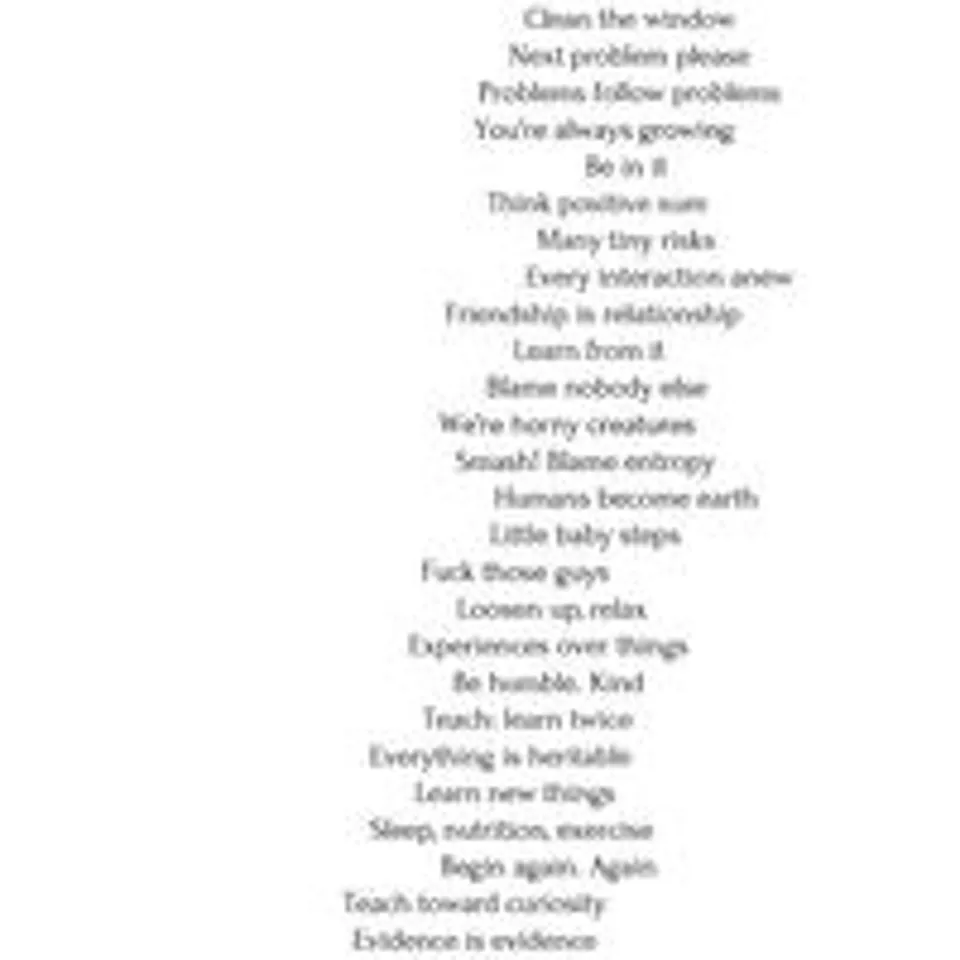 Clean the window
Next problem please
Problems follow problems
You're always growing
Be in it
Think positive sum
Many tiny risks
Every interaction anew
Friendship is relationship
Learn from it
Blame nobody else
We're horny creatures
Smash! Blame entropy
Humans become earth
Little baby steps
Fuck those guys
Loosen up, relax
Experiences over things
Be humble. Kind
Teach: learn twice
Everything is heritable
Learn new things
Sleep, nutrition, exercise
Begin again. Again.
Teach toward curiosity
Evidence is evidence